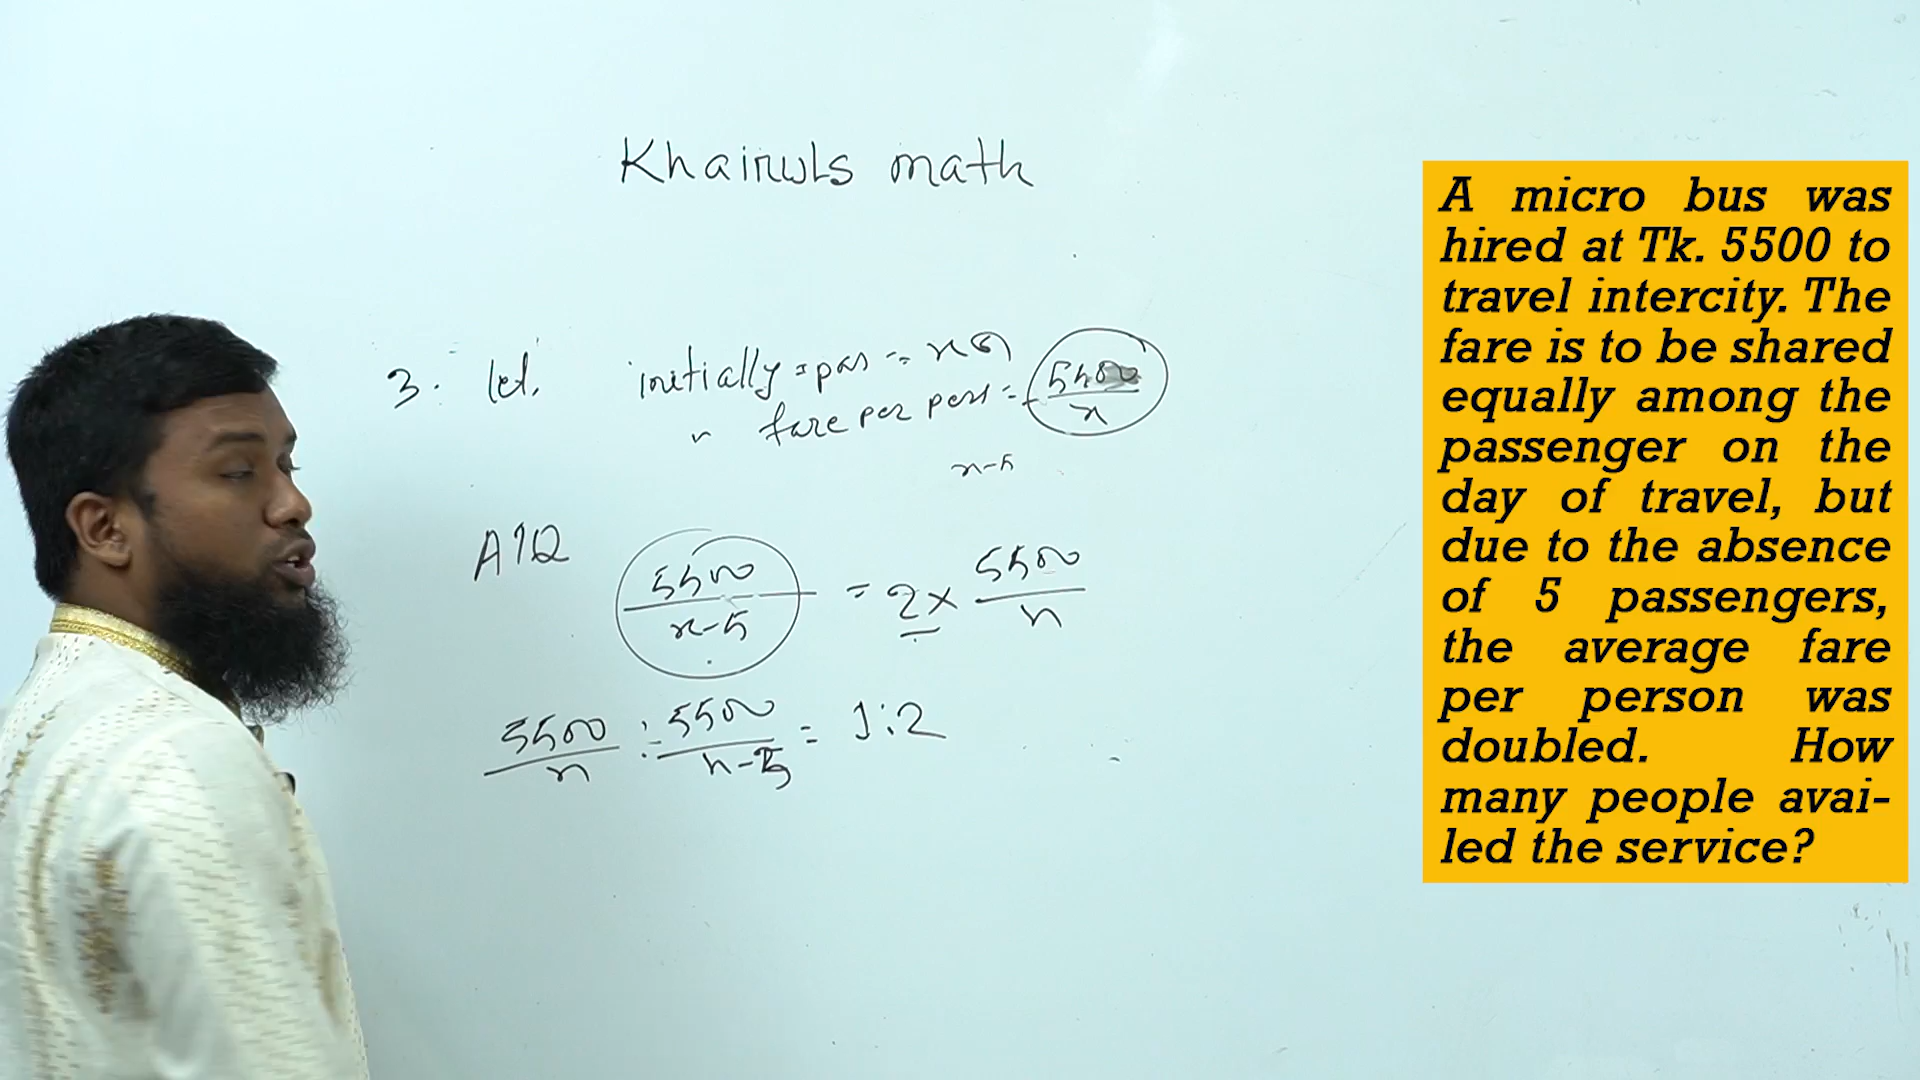 Khairuls math
3. let. initially = pas = x
" fare per pers = 5500/x
x-5
ATQ 5500/x-5 = 2 × 5500/x
5500/x : 5500/x-5 = 1:2
A micro bus was
hired at Tk. 5500 to
travel intercity. The
fare is to be shared
equally among the
passenger on the
day of travel, but
due to the absence
of 5 passengers,
the average fare
per person was
doubled. How
many people avai-
led the service?